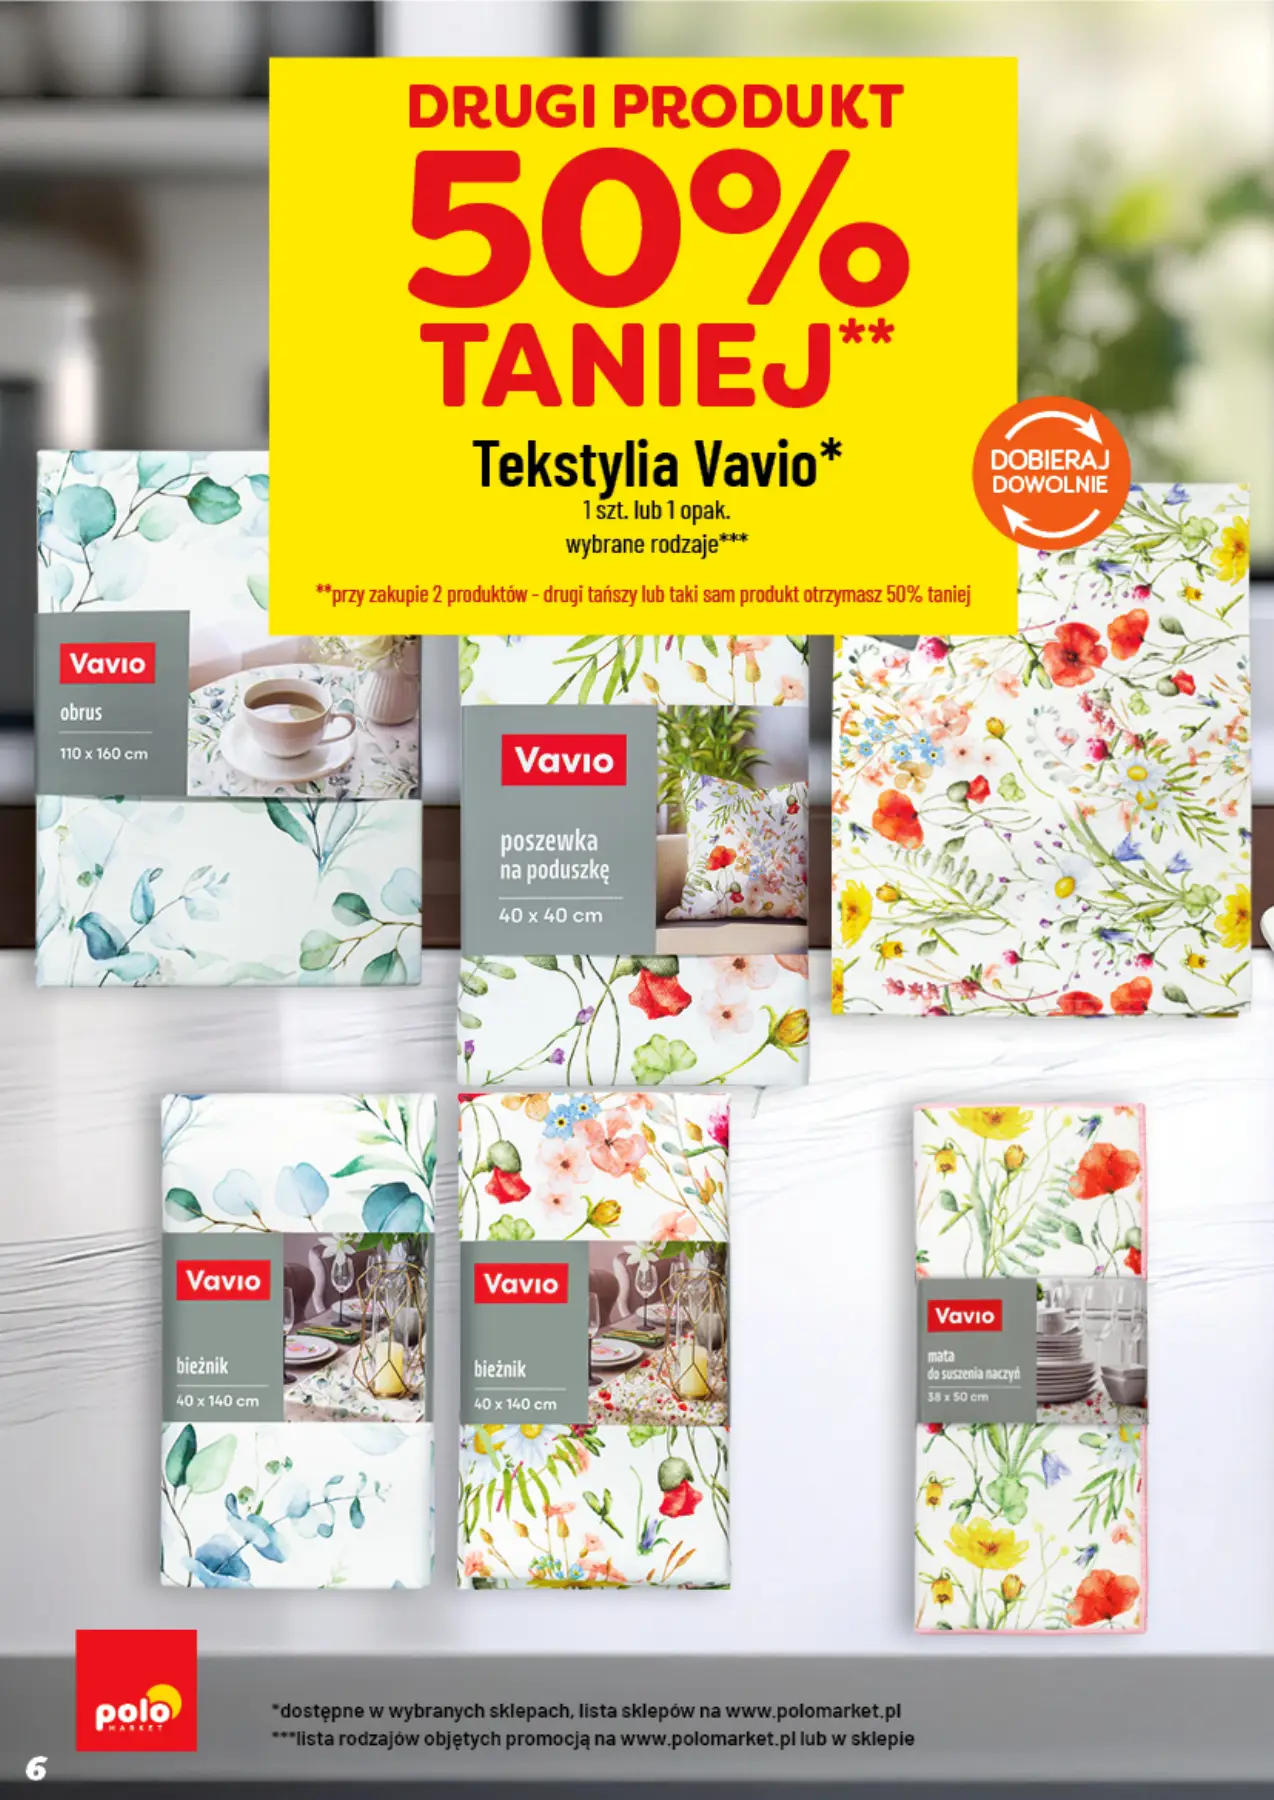 DRUGI PRODUKT
50%
TANIEJ**
Tekstylia Vavio*
1 szt. lub 1 opak.
wybrane rodzaje***
**przy zakupie 2 produktów - drugi tańszy lub taki sam produkt otrzymasz 50% taniej
DOBIERAJ
DOWOLNIE
Vavio
obrus
110 x 160 cm
Vavio
poszewka
na poduszkę
40 x 40 cm
Vavio
bieżnik
40 x 140 cm
Vavio
bieżnik
40 x 140 cm
Vavio
mata
do suszenia naczyń
38 x 50 cm
polo
MARKET
*dostępne w wybranych sklepach, lista sklepów na www.polomarket.pl
***lista rodzajów objętych promocją na www.polomarket.pl lub w sklepie
6